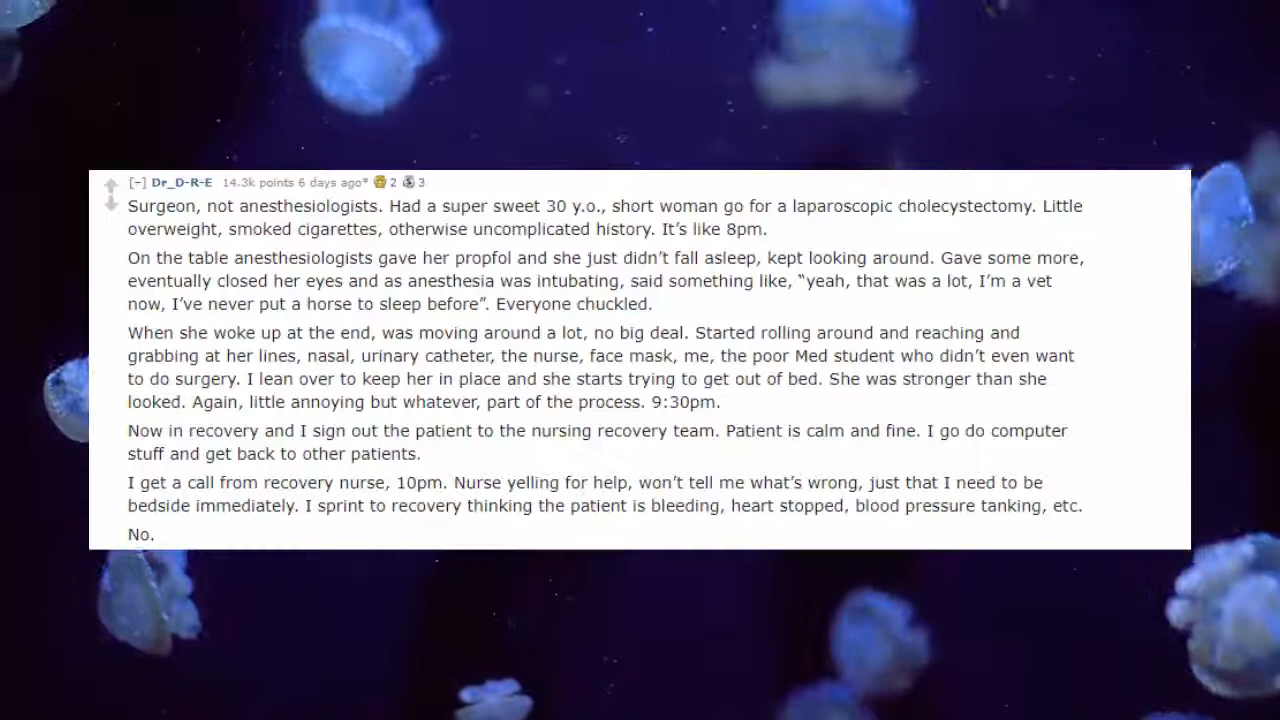 [−] Dr_D-R-E 14.3k points 6 days ago* 2 3
Surgeon, not anesthesiologists. Had a super sweet 30 y.o., short woman go for a laparoscopic cholecystectomy. Little
overweight, smoked cigarettes, otherwise uncomplicated history. It’s like 8pm.
On the table anesthesiologists gave her propfol and she just didn’t fall asleep, kept looking around. Gave some more,
eventually closed her eyes and as anesthesia was intubating, said something like, “yeah, that was a lot, I’m a vet
now, I’ve never put a horse to sleep before”. Everyone chuckled.
When she woke up at the end, was moving around a lot, no big deal. Started rolling around and reaching and
grabbing at her lines, nasal, urinary catheter, the nurse, face mask, me, the poor Med student who didn’t even want
to do surgery. I lean over to keep her in place and she starts trying to get out of bed. She was stronger than she
looked. Again, little annoying but whatever, part of the process. 9:30pm.
Now in recovery and I sign out the patient to the nursing recovery team. Patient is calm and fine. I go do computer
stuff and get back to other patients.
I get a call from recovery nurse, 10pm. Nurse yelling for help, won’t tell me what’s wrong, just that I need to be
bedside immediately. I sprint to recovery thinking the patient is bleeding, heart stopped, blood pressure tanking, etc.
No.